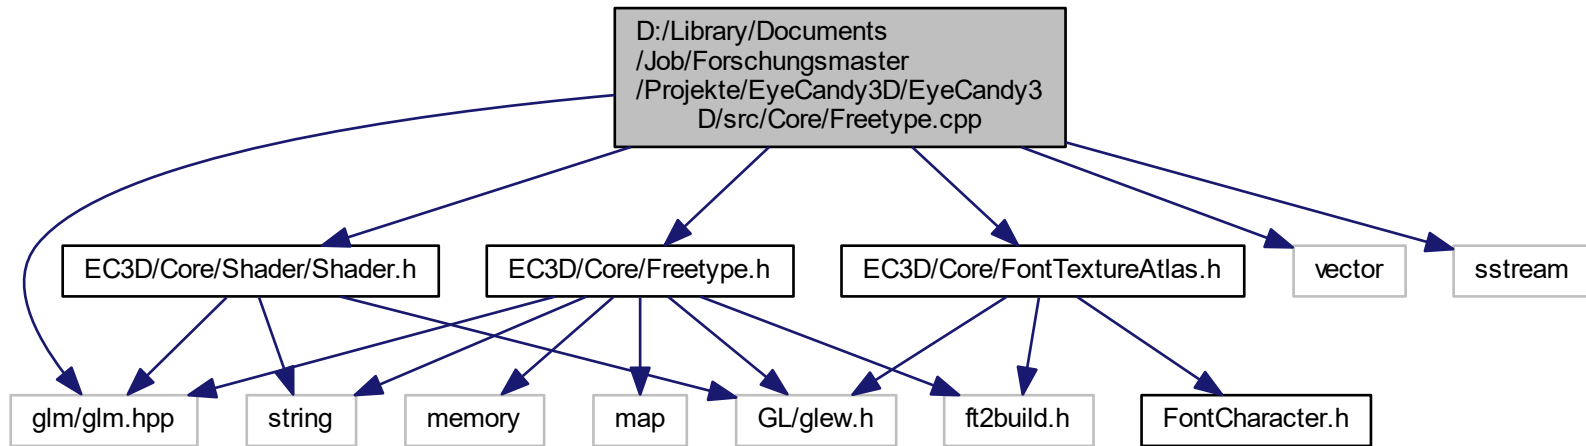 D:/Library/Documents
/Job/Forschungsmaster
/Projekte/EyeCandy3D/EyeCandy3
D/src/Core/Freetype.cpp
EC3D/Core/Shader/Shader.h
EC3D/Core/Freetype.h
EC3D/Core/FontTextureAtlas.h
vector
sstream
glm/glm.hpp
string
memory
map
GL/glew.h
ft2build.h
FontCharacter.h